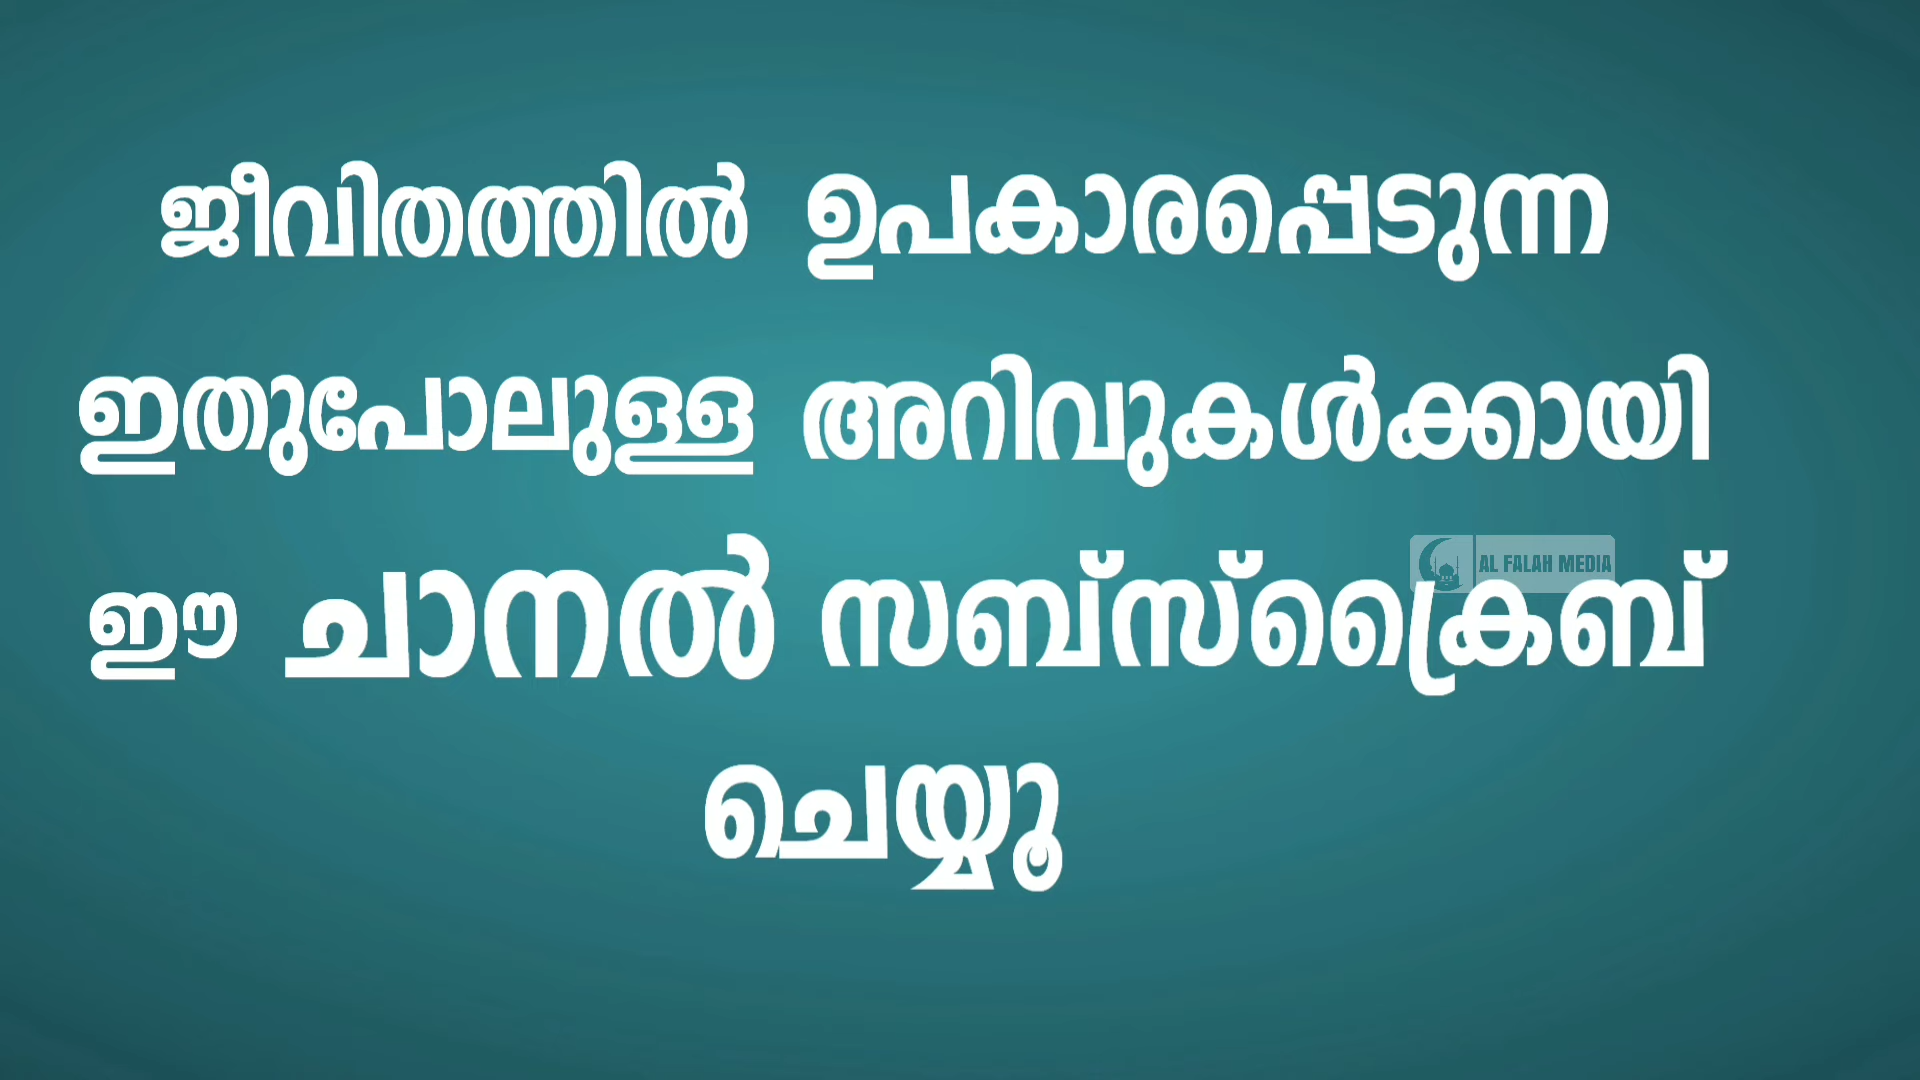 ജീവിതത്തിൽ ഉപകാരപ്പെടുന്ന
ഇതുപോലുള്ള അറിവുകൾക്കായി
ഈ ചാനൽ സബ്സ്ക്രൈബ്
ചെയ്യൂ
AL FALAH MEDIA